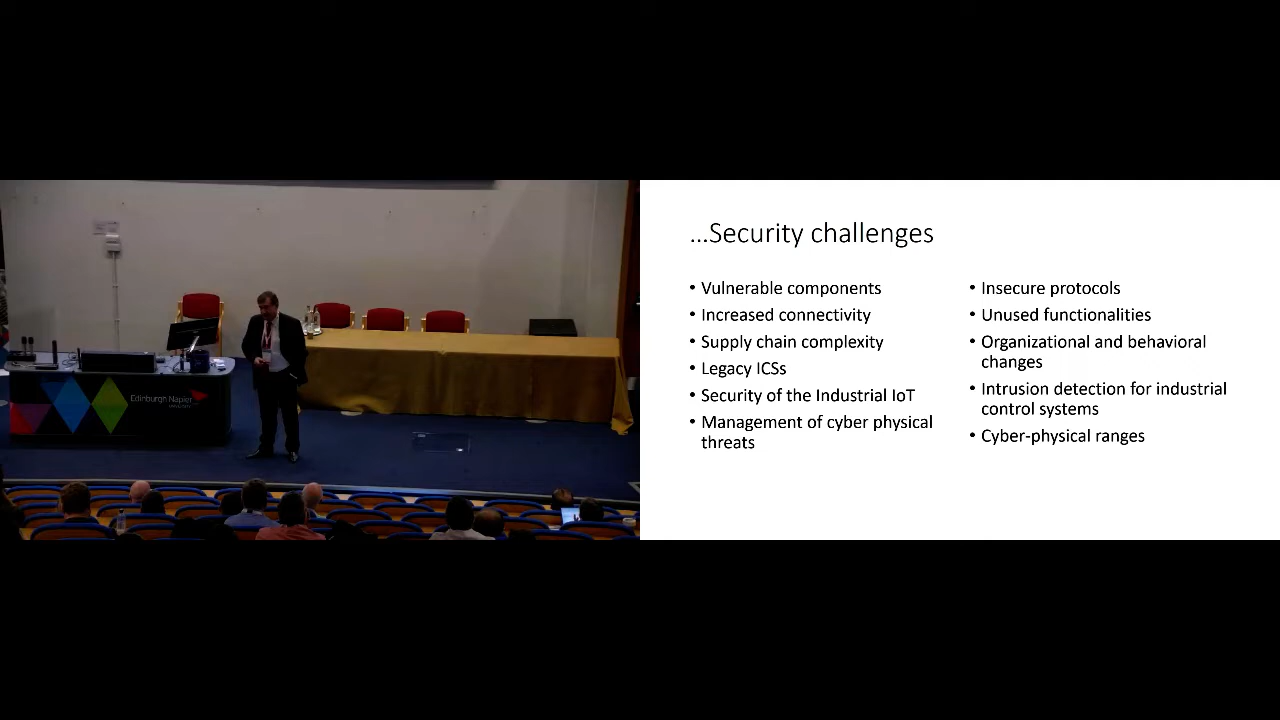 ...Security challenges
• Vulnerable components
• Increased connectivity
• Supply chain complexity
• Legacy ICSs
• Security of the Industrial IoT
• Management of cyber physical
threats
• Insecure protocols
• Unused functionalities
• Organizational and behavioral
changes
• Intrusion detection for industrial
control systems
• Cyber-physical ranges
Edinburgh Napier